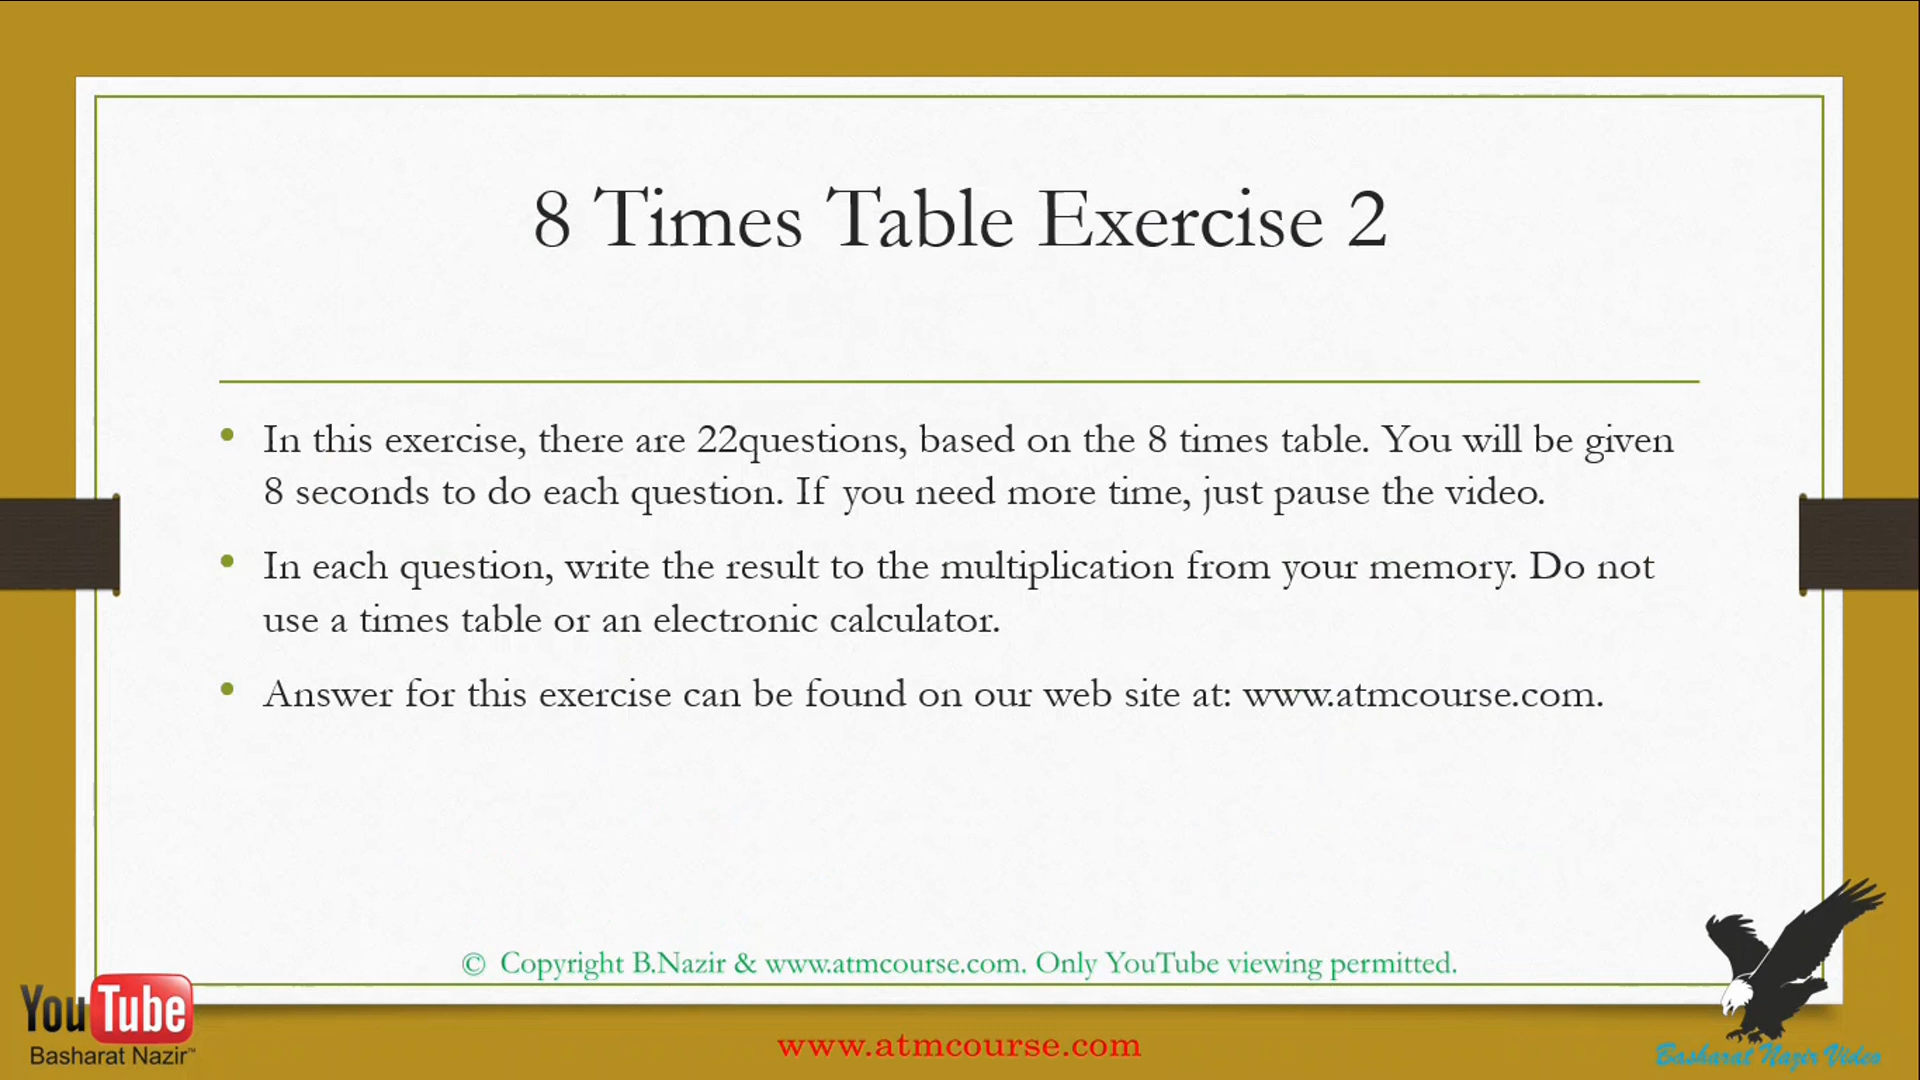 8 Times Table Exercise 2
• In this exercise, there are 22questions, based on the 8 times table. You will be given
8 seconds to do each question. If you need more time, just pause the video.
• In each question, write the result to the multiplication from your memory. Do not
use a times table or an electronic calculator.
• Answer for this exercise can be found on our web site at: www.atmcourse.com.
© Copyright B.Nazir & www.atmcourse.com. Only YouTube viewing permitted.
YouTube
Basharat Nazir™
www.atmcourse.com
Basharat Nazir Video